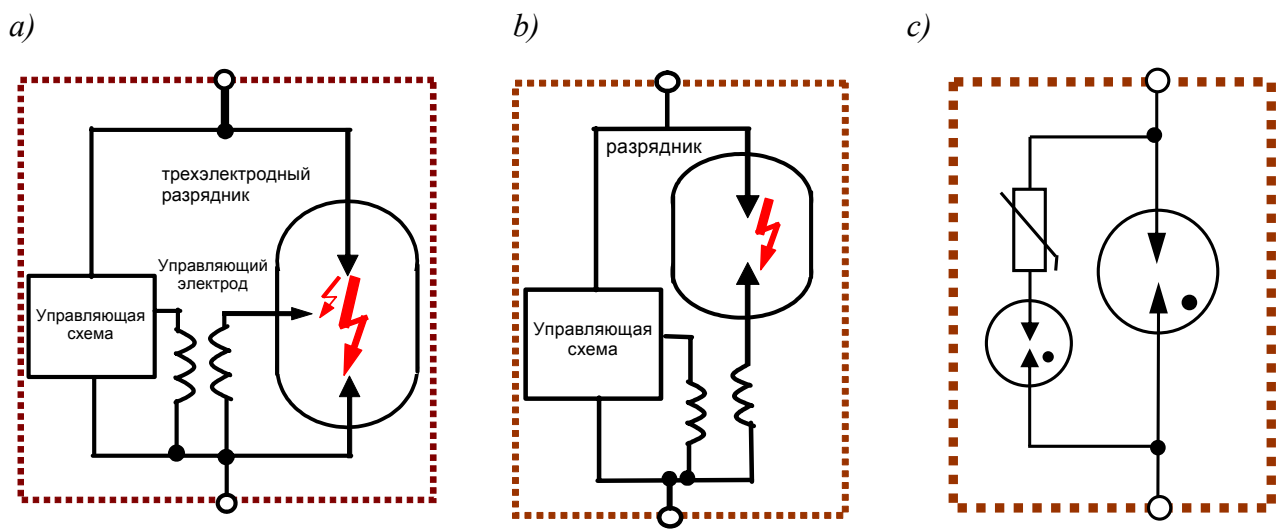 a)
b)
c)
трехэлектродный
разрядник
Управляющий
электрод
Управляющая
схема
разрядник
Управляющая
схема